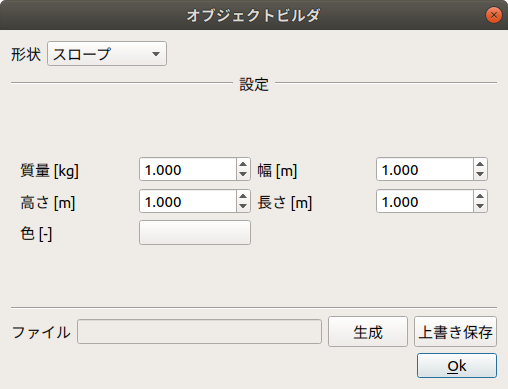 オブジェクトビルダ
形状 スロープ
設定
質量 [kg] 1.000 幅 [m] 1.000
高さ [m] 1.000 長さ [m] 1.000
色 [-]
ファイル 生成 上書き保存
Ok